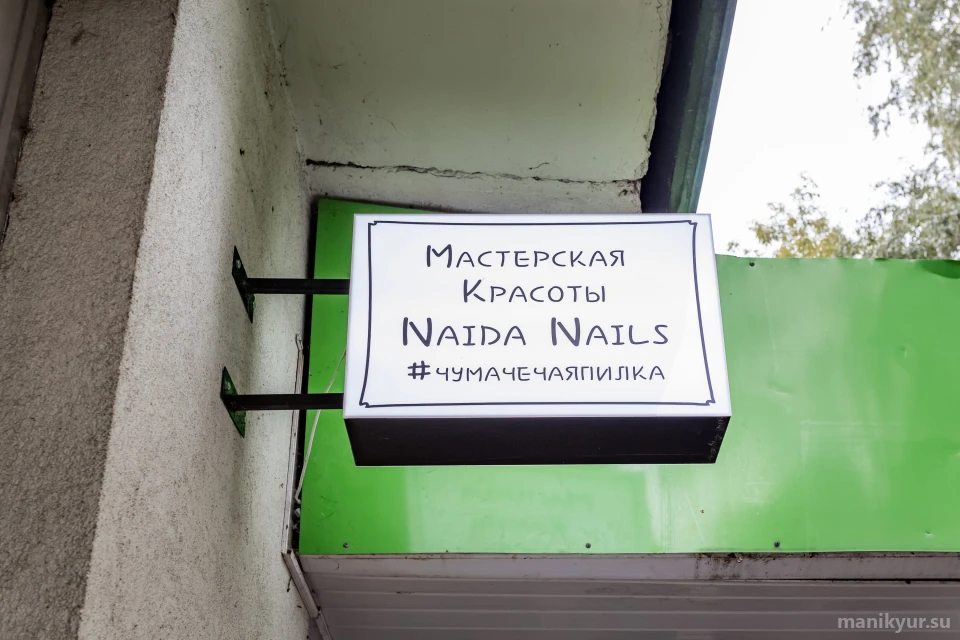 Мастерская
Красоты
Naida Nails
#чумачечаяпилка
manikyur.su